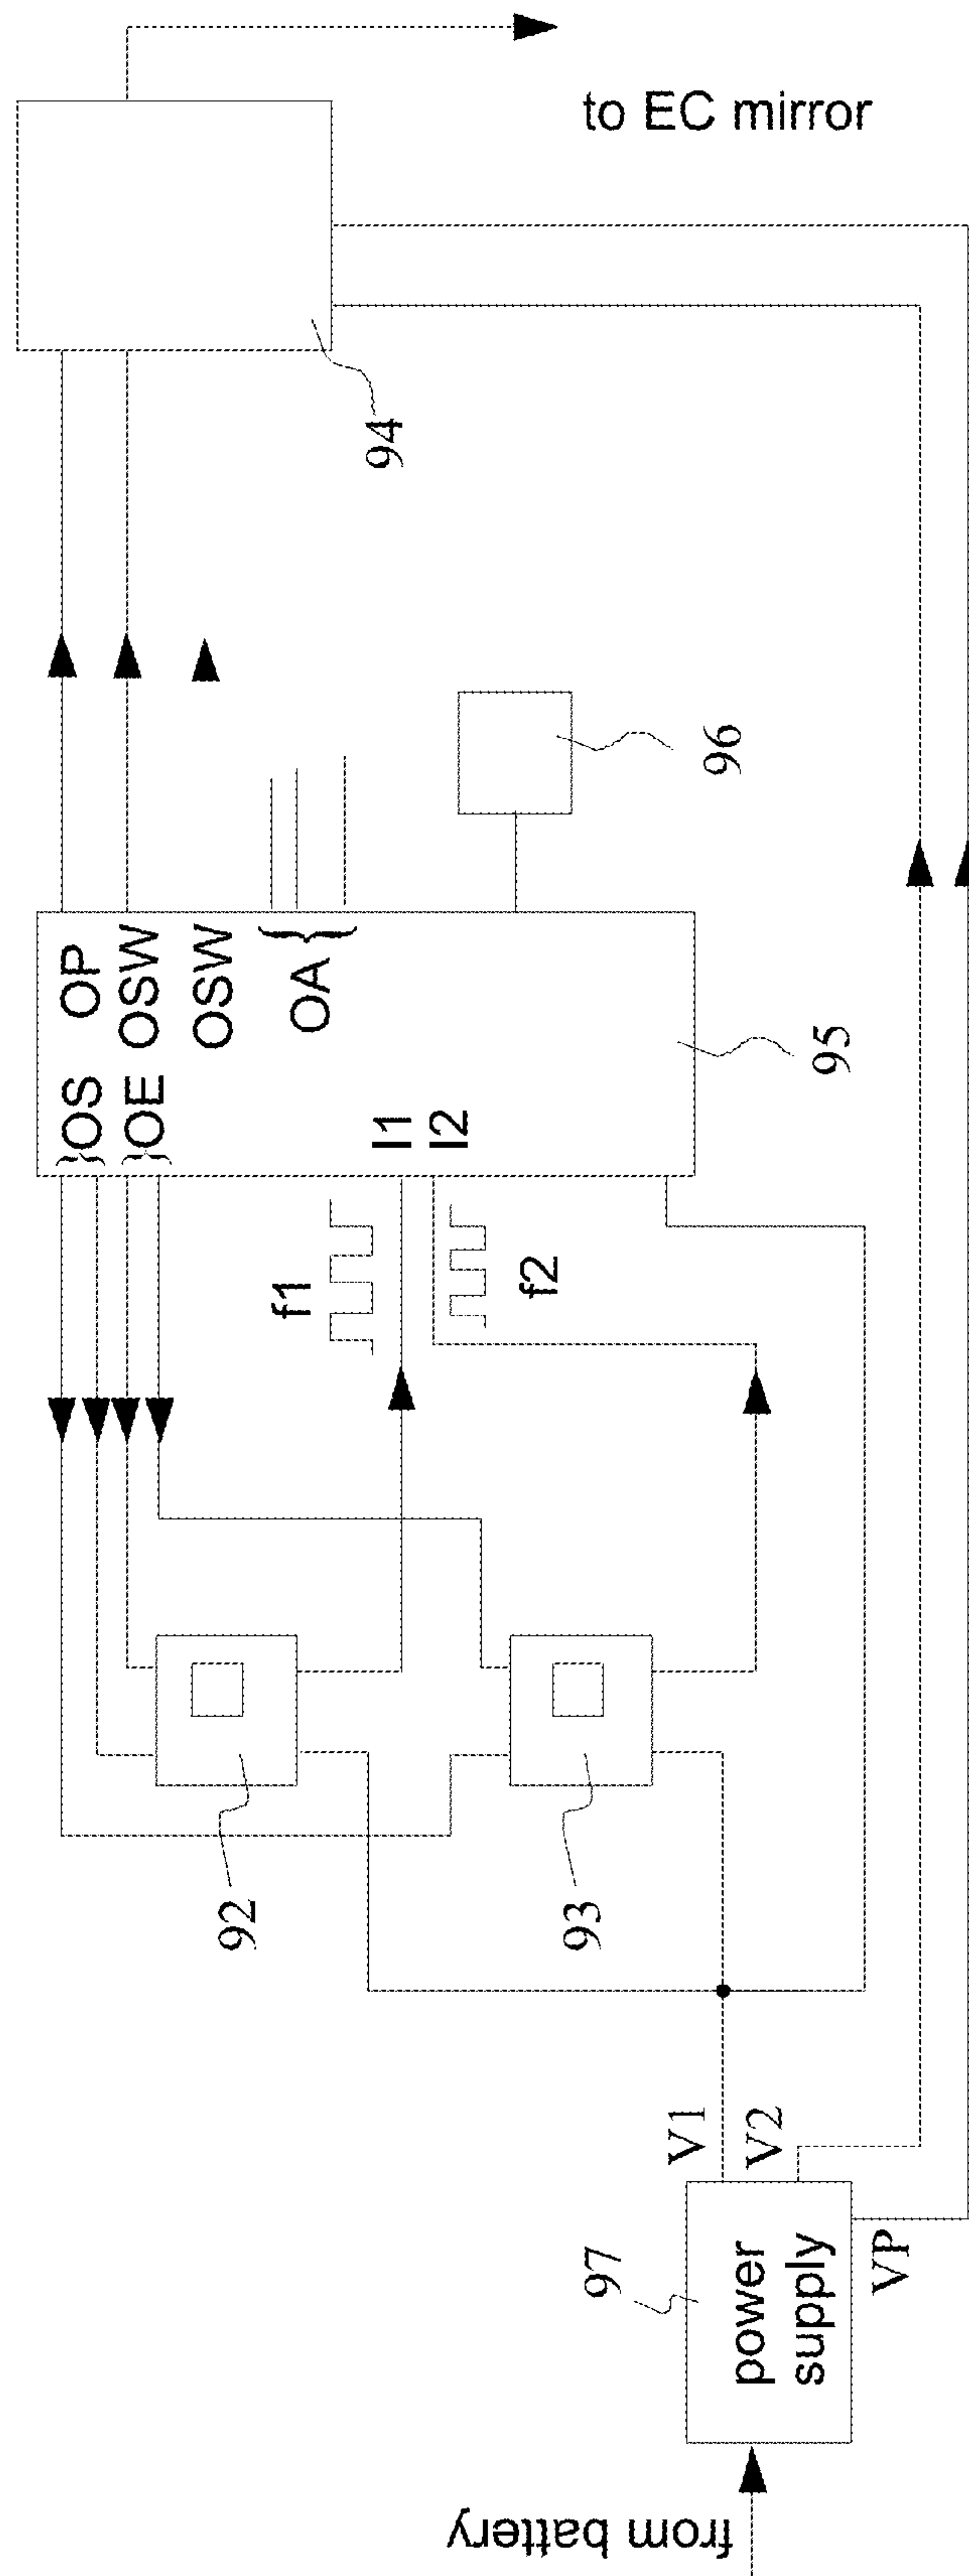 to EC mirror
94
96
OP
OSW
OSW
OA
}OS
}OE
I1
I2
95
f1
f2
92
93
V1
V2
VP
97
power
supply
from battery